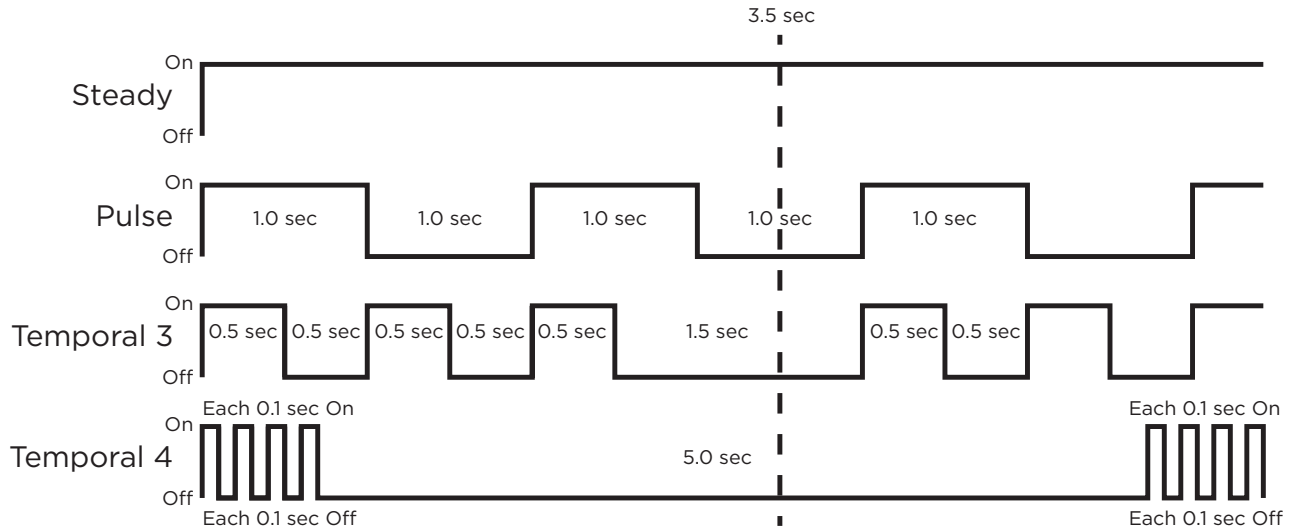 3.5 sec
On
Steady
Off
On
Pulse
1.0 sec 1.0 sec 1.0 sec 1.0 sec 1.0 sec
Off
On
Temporal 3
0.5 sec 0.5 sec 0.5 sec 0.5 sec 0.5 sec 1.5 sec 0.5 sec 0.5 sec
Off
Each 0.1 sec On Each 0.1 sec On
On
Temporal 4
5.0 sec
Off
Each 0.1 sec Off Each 0.1 sec Off